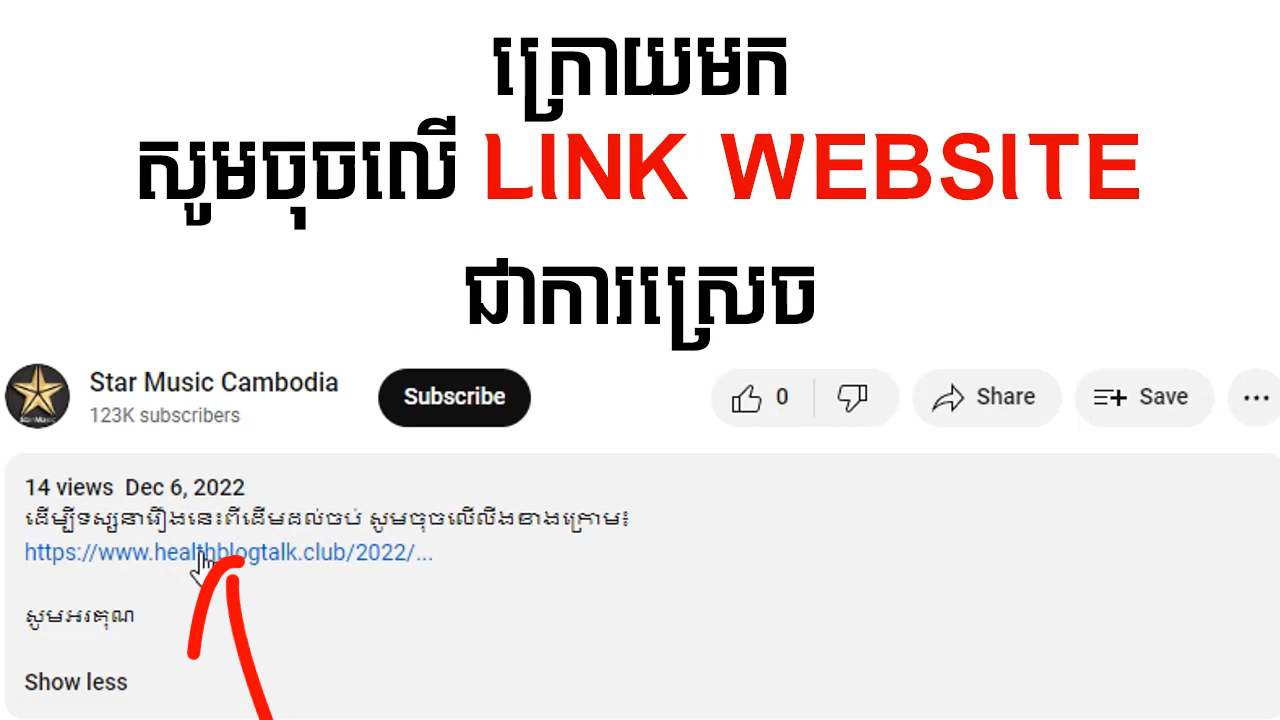 ក្រោយមក
សូមចុចលើ LINK WEBSITE
ជាការស្រេច
Star Music Cambodia
123K subscribers
Subscribe
0
Share
Save
14 views Dec 6, 2022
ដើម្បីទស្សនារឿងនេះពីដើមដល់ចប់ សូមចុចលើលីងខាងក្រោម៖
https://www.healthblogtalk.club/2022/...
សូមអរគុណ
Show less